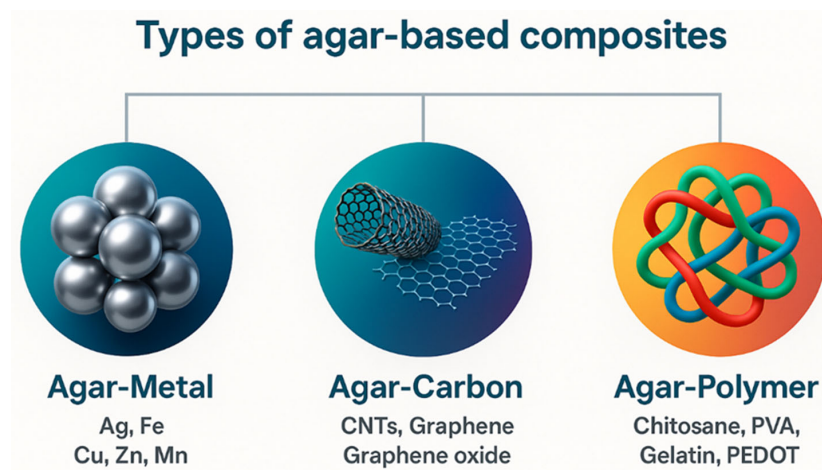 Types of agar-based composites
Agar-Metal
Ag, Fe
Cu, Zn, Mn
Agar-Carbon
CNTs, Graphene
Graphene oxide
Agar-Polymer
Chitosane, PVA,
Gelatin, PEDOT